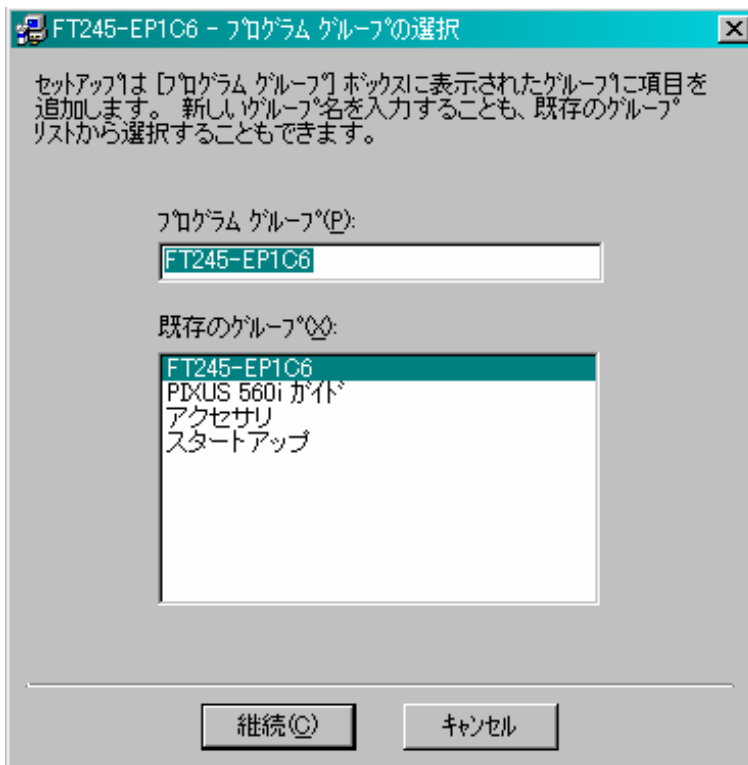 FT245-EP1C6 - ﾌﾟﾛｸﾞﾗﾑ ｸﾞﾙｰﾌﾟの選択
ｾｯﾄｱｯﾌﾟは [ﾌﾟﾛｸﾞﾗﾑ ｸﾞﾙｰﾌﾟ] ﾎﾞｯｸｽに表示されたｸﾞﾙｰﾌﾟに項目を
追加します。 新しいｸﾞﾙｰﾌﾟ名を入力することも、既存のｸﾞﾙｰﾌﾟ
ﾘｽﾄから選択することもできます。
ﾌﾟﾛｸﾞﾗﾑ ｸﾞﾙｰﾌﾟ(P):
FT245-EP1C6
既存のｸﾞﾙｰﾌﾟ(X):
FT245-EP1C6
PIXUS 560i ｶﾞｲﾄﾞ
アクセサリ
スタートアップ
継続(C)
ｷｬﾝｾﾙ